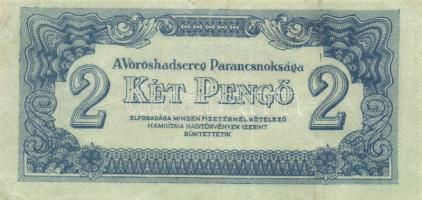 A Vöröshadsereg Parancsnoksága
2 KÉT PENGŐ 2
ELFOGADÁSA MINDEN FIZETÉSNÉL KÖTELEZŐ
HAMISÍTÁSA HADITÖRVÉNYEK SZERINT
BÜNTETTETIK